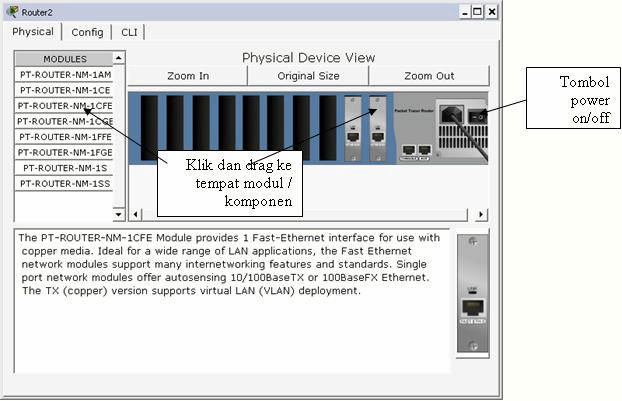 Router2
Physical Config CLI
MODULES
PT-ROUTER-NM-1AM
PT-ROUTER-NM-1CE
PT-ROUTER-NM-1CFE
PT-ROUTER-NM-1CGE
PT-ROUTER-NM-1FFE
PT-ROUTER-NM-1FGE
PT-ROUTER-NM-1S
PT-ROUTER-NM-1SS
Physical Device View
Zoom In Original Size Zoom Out
Packet Tracer Router
Tombol
power
on/off
Klik dan drag ke
tempat modul /
komponen
The PT-ROUTER-NM-1CFE Module provides 1 Fast-Ethernet interface for use with
copper media. Ideal for a wide range of LAN applications, the Fast Ethernet
network modules support many internetworking features and standards. Single
port network modules offer autosensing 10/100BaseTX or 100BaseFX Ethernet.
The TX (copper) version supports virtual LAN (VLAN) deployment.
LINK